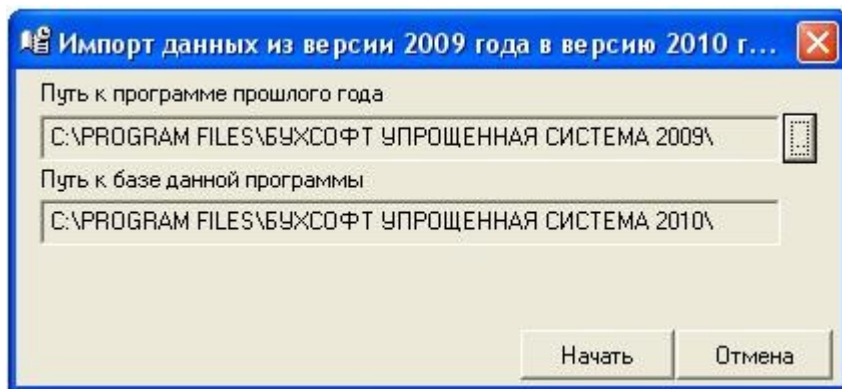 Импорт данных из версии 2009 года в версию 2010 г...
Путь к программе прошлого года
C:\PROGRAM FILES\БУХСОФТ УПРОЩЕННАЯ СИСТЕМА 2009\
...
Путь к базе данной программы
C:\PROGRAM FILES\БУХСОФТ УПРОЩЕННАЯ СИСТЕМА 2010\
Начать
Отмена